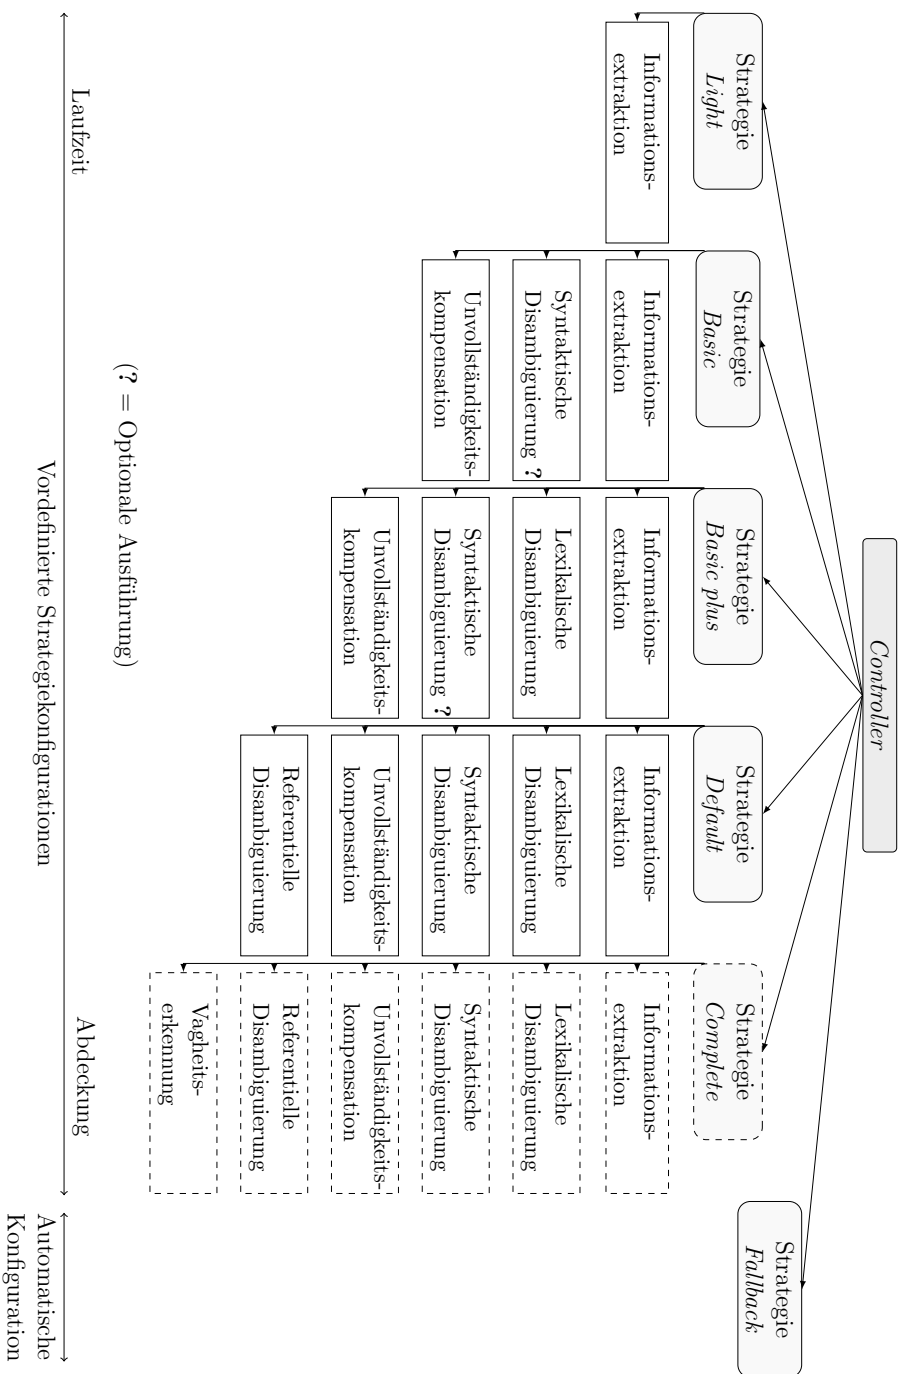 Controller
Strategie
Light
Informations-
extraktion
Strategie
Basic
Informations-
extraktion
Syntaktische
Disambiguierung ?
Unvollständigkeits-
kompensation
Strategie
Basic plus
Informations-
extraktion
Lexikalische
Disambiguierung
Syntaktische
Disambiguierung ?
Unvollständigkeits-
kompensation
Strategie
Default
Informations-
extraktion
Lexikalische
Disambiguierung
Syntaktische
Disambiguierung
Unvollständigkeits-
kompensation
Referentielle
Disambiguierung
Strategie
Complete
Informations-
extraktion
Lexikalische
Disambiguierung
Syntaktische
Disambiguierung
Unvollständigkeits-
kompensation
Referentielle
Disambiguierung
Vagheits-
erkennung
Strategie
Fallback
(? = Optionale Ausführung)
Laufzeit
Abdeckung
Vordefinierte Strategiekonfigurationen
Automatische
Konfiguration